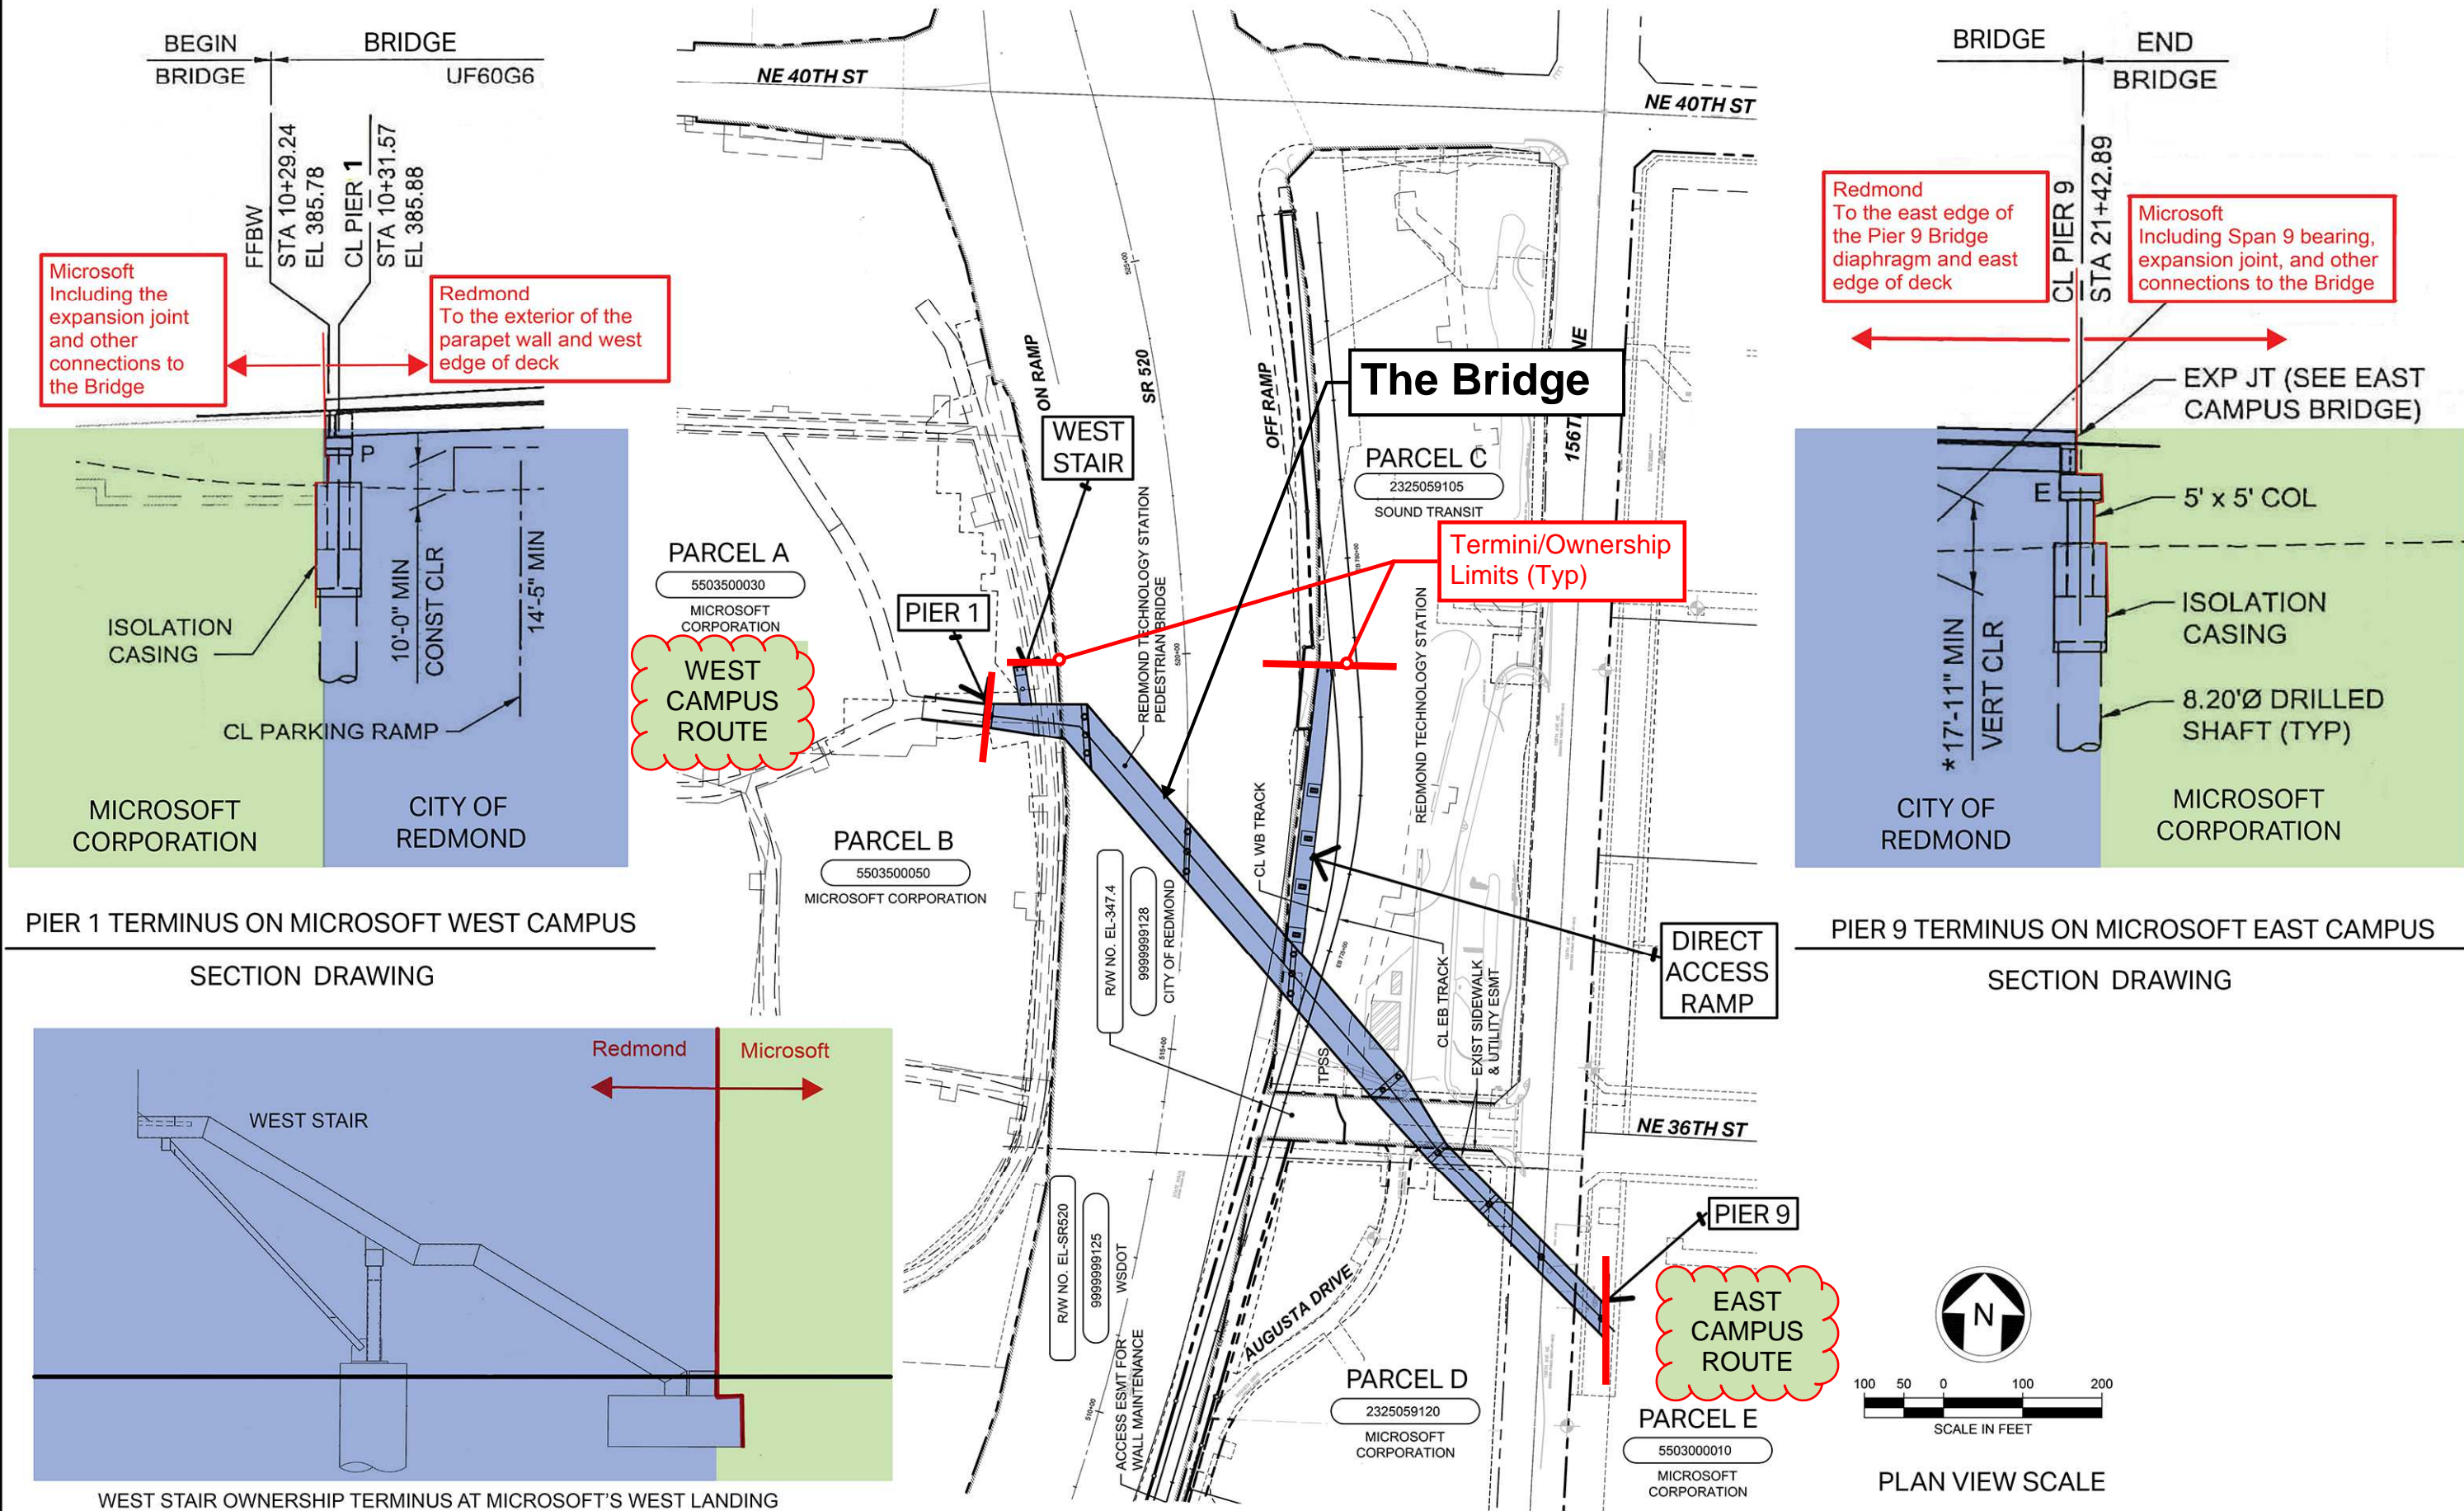 BEGIN
BRIDGE
BRIDGE
UF60G6
FFBW
STA 10+29.24
EL 385.78
CL PIER 1
STA 10+31.57
EL 385.88
Microsoft
Including the
expansion joint
and other
connections to
the Bridge
Redmond
To the exterior of the
parapet wall and west
edge of deck
P
ISOLATION
CASING
10'-0" MIN
CONST CLR
14'-5" MIN
CL PARKING RAMP
MICROSOFT
CORPORATION
CITY OF
REDMOND
PIER 1 TERMINUS ON MICROSOFT WEST CAMPUS
SECTION DRAWING
Redmond
Microsoft
WEST STAIR
WEST STAIR OWNERSHIP TERMINUS AT MICROSOFT'S WEST LANDING
NE 40TH ST
NE 40TH ST
ON RAMP
SR 520
OFF RAMP
525+00
The Bridge
WEST
STAIR
PARCEL C
2325059105
SOUND TRANSIT
Termini/Ownership
Limits (Typ)
PARCEL A
5503500030
MICROSOFT
CORPORATION
PIER 1
WEST
CAMPUS
ROUTE
REDMOND TECHNOLOGY STATION
PEDESTRIAN BRIDGE
520+00
REDMOND TECHNOLOGY STATION
PARCEL B
5503500050
MICROSOFT CORPORATION
CL WB TRACK
R/W NO. EL-347.4
9999999128
CITY OF REDMOND
DIRECT
ACCESS
RAMP
CL EB TRACK
EXIST SIDEWALK
& UTILITY ESMT
TPSS
515+00
NE 36TH ST
R/W NO. EL-SR520
9999999125
WSDOT
ACCESS ESMT FOR
WALL MAINTENANCE
510+00
AUGUSTA DRIVE
PIER 9
EAST
CAMPUS
ROUTE
PARCEL D
2325059120
MICROSOFT
CORPORATION
PARCEL E
5503000010
MICROSOFT
CORPORATION
BRIDGE
END
BRIDGE
CL PIER 9
STA 21+42.89
Redmond
To the east edge of
the Pier 9 Bridge
diaphragm and east
edge of deck
Microsoft
Including Span 9 bearing,
expansion joint, and other
connections to the Bridge
EXP JT (SEE EAST
CAMPUS BRIDGE)
E
5' x 5' COL
ISOLATION
CASING
*17'-11" MIN
VERT CLR
8.20'Ø DRILLED
SHAFT (TYP)
CITY OF
REDMOND
MICROSOFT
CORPORATION
PIER 9 TERMINUS ON MICROSOFT EAST CAMPUS
SECTION DRAWING
N
100 50 0 100 200
SCALE IN FEET
PLAN VIEW SCALE